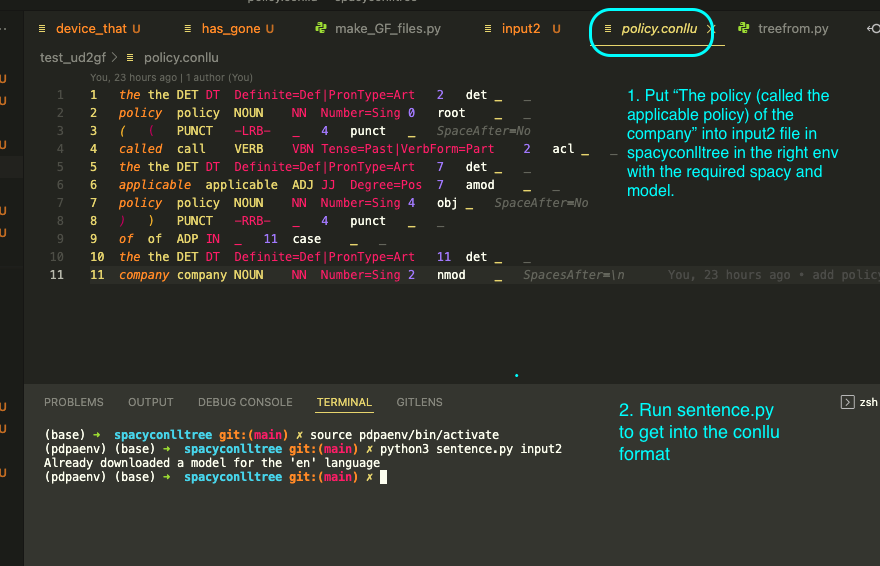 device_that U has_gone U make_GF_files.py input2 U policy.conllu treefrom.py
test_ud2gf > policy.conllu
You, 23 hours ago | 1 author (You)
1 1 the the DET DT Definite=Def|PronType=Art 2 det _ _
2 2 policy policy NOUN NN Number=Sing 0 root _ _
3 3 ( ( PUNCT -LRB- _ 4 punct _ SpaceAfter=No
4 4 called call VERB VBN Tense=Past|VerbForm=Part 2 acl _ _
5 5 the the DET DT Definite=Def|PronType=Art 7 det _ _
6 6 applicable applicable ADJ JJ Degree=Pos 7 amod _ _
7 7 policy policy NOUN NN Number=Sing 4 obj _ SpaceAfter=No
8 8 ) ) PUNCT -RRB- _ 4 punct _ _
9 9 of of ADP IN _ 11 case _ _
10 10 the the DET DT Definite=Def|PronType=Art 11 det _ _
11 11 company company NOUN NN Number=Sing 2 nmod _ SpacesAfter=\n You, 23 hours ago • add policy
1. Put “The policy (called the
applicable policy) of the
company” into input2 file in
spacyconlltree in the right env
with the required spacy and
model.
PROBLEMS OUTPUT DEBUG CONSOLE TERMINAL GITLENS zsh
(base) ➜ spacyconlltree git:(main) ✗ source pdpaenv/bin/activate
(pdpaenv) (base) ➜ spacyconlltree git:(main) ✗ python3 sentence.py input2
Already downloaded a model for the 'en' language
(pdpaenv) (base) ➜ spacyconlltree git:(main) ✗
2. Run sentence.py
to get into the conllu
format